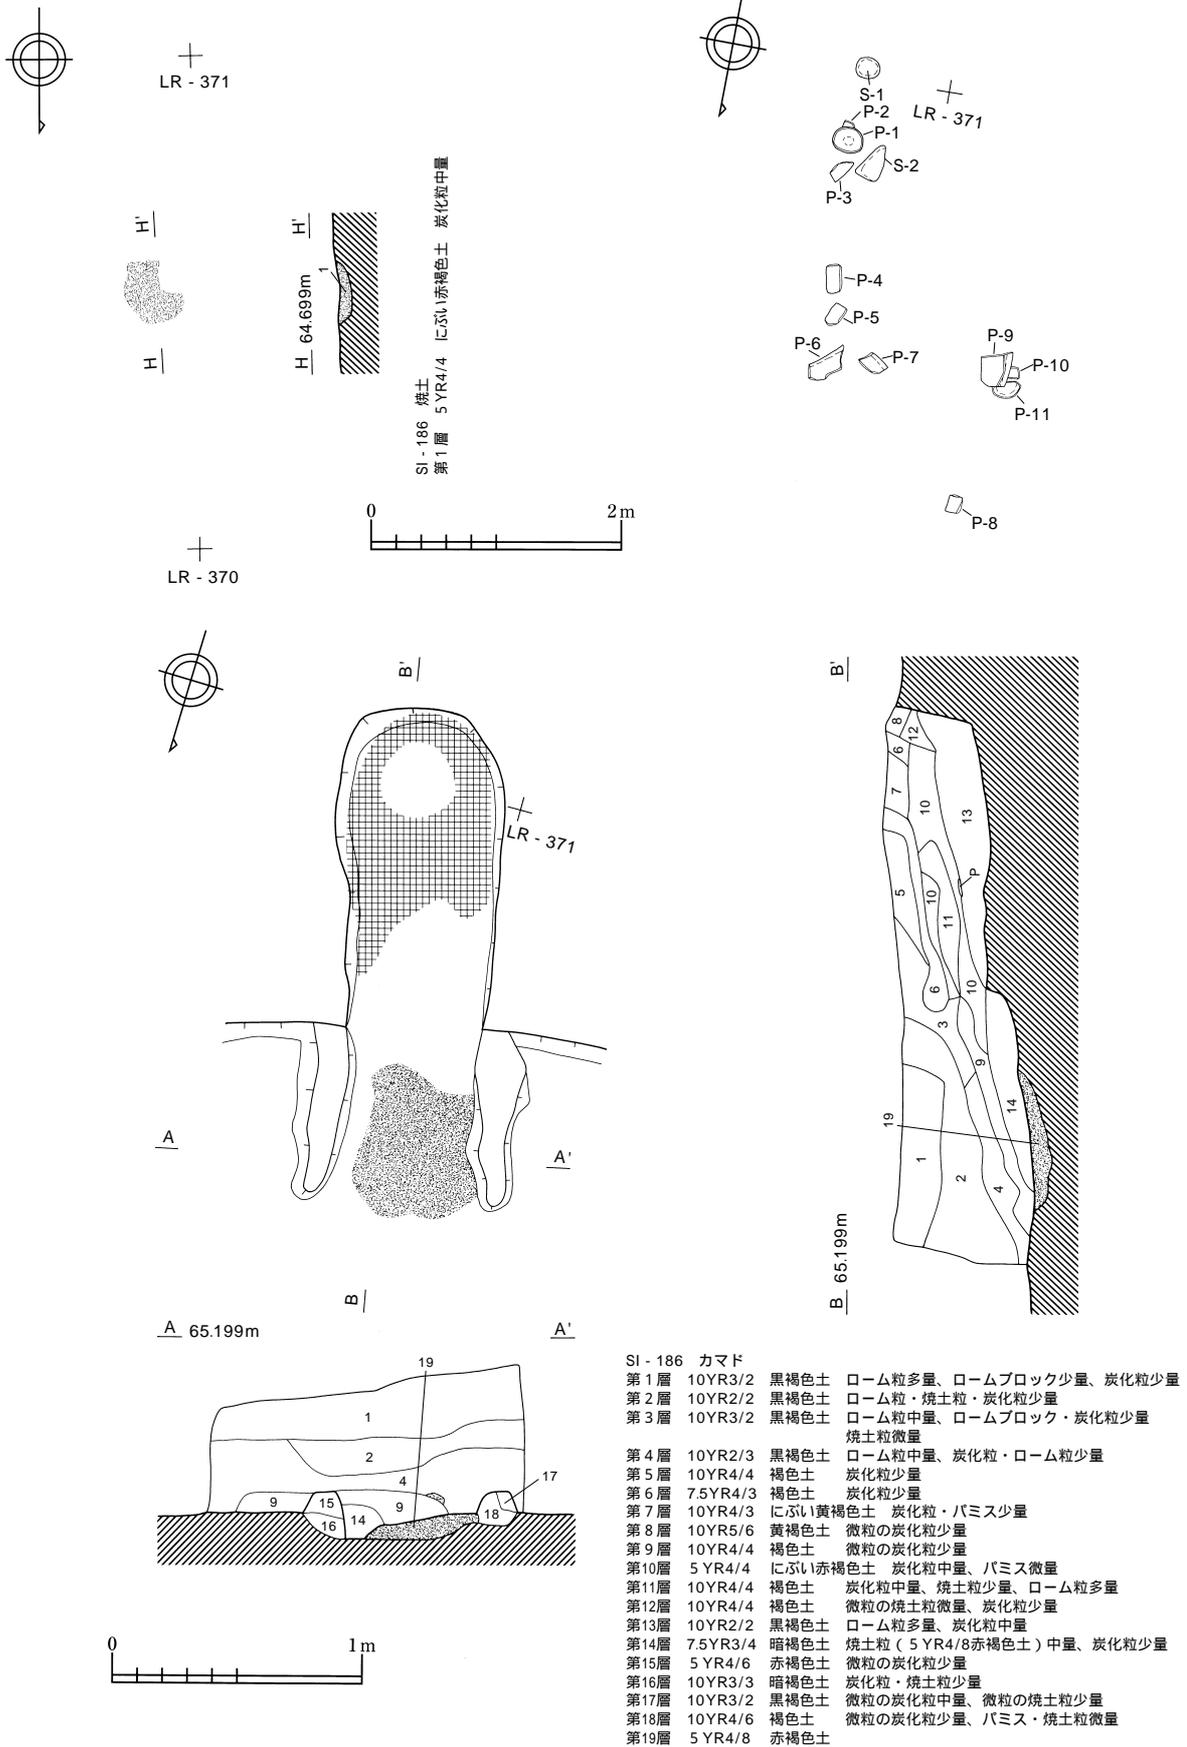 LR - 371
H'
H
H'
1
H 64.699m
SI - 186 焼土
第1層 5 YR4/4 にぶい赤褐色土 炭化粒中量
0 2m
LR - 370
S-1
LR - 371
P-2
P-1
S-2
P-3
P-4
P-5
P-6
P-7
P-9
P-10
P-11
P-8
B'
LR - 371
A
A'
B
B'
8
12
6
7
10
13
5
10
P
11
6
10
3
9
14
19
1
2
4
B 65.199m
A 65.199m
A'
19
1
2
4
17
9
15
9
18
16
14
0 1m
SI - 186 カマド
第1層 10YR3/2 黒褐色土 ローム粒多量、ロームブロック少量、炭化粒少量
第2層 10YR2/2 黒褐色土 ローム粒・焼土粒・炭化粒少量
第3層 10YR3/2 黒褐色土 ローム粒中量、ロームブロック・炭化粒少量
焼土粒微量
第4層 10YR2/3 黒褐色土 ローム粒中量、炭化粒・ローム粒少量
第5層 10YR4/4 褐色土 炭化粒少量
第6層 7.5YR4/3 褐色土 炭化粒少量
第7層 10YR4/3 にぶい黄褐色土 炭化粒・パミス少量
第8層 10YR5/6 黄褐色土 微粒の炭化粒少量
第9層 10YR4/4 褐色土 微粒の炭化粒少量
第10層 5 YR4/4 にぶい赤褐色土 炭化粒中量、パミス微量
第11層 10YR4/4 褐色土 炭化粒中量、焼土粒少量、ローム粒多量
第12層 10YR4/4 褐色土 微粒の焼土粒微量、炭化粒少量
第13層 10YR2/2 黒褐色土 ローム粒多量、炭化粒中量
第14層 7.5YR3/4 暗褐色土 焼土粒（5 YR4/8赤褐色土）中量、炭化粒少量
第15層 5 YR4/6 赤褐色土 微粒の炭化粒少量
第16層 10YR3/3 暗褐色土 炭化粒・焼土粒少量
第17層 10YR3/2 黒褐色土 微粒の炭化粒中量、微粒の焼土粒少量
第18層 10YR4/6 褐色土 微粒の炭化粒少量、パミス・焼土粒微量
第19層 5 YR4/8 赤褐色土